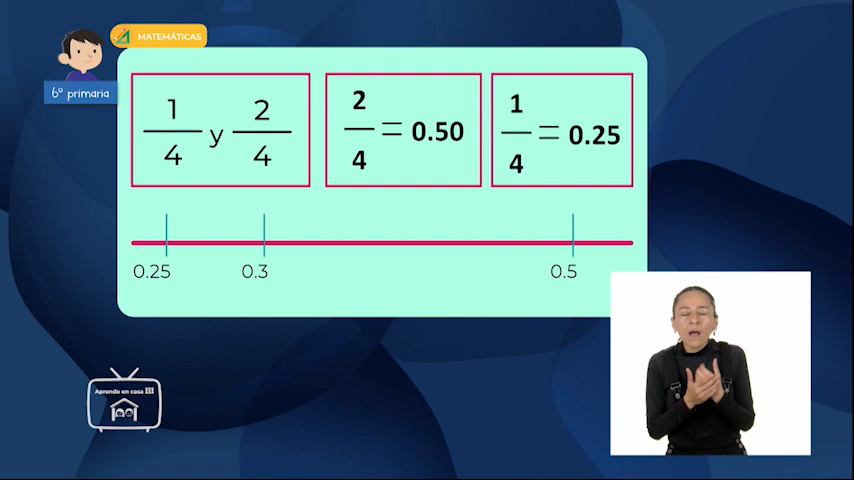 MATEMÁTICAS
6° primaria
1/4 y 2/4
2/4 = 0.50
1/4 = 0.25
0.25 0.3 0.5
Aprende en casa III